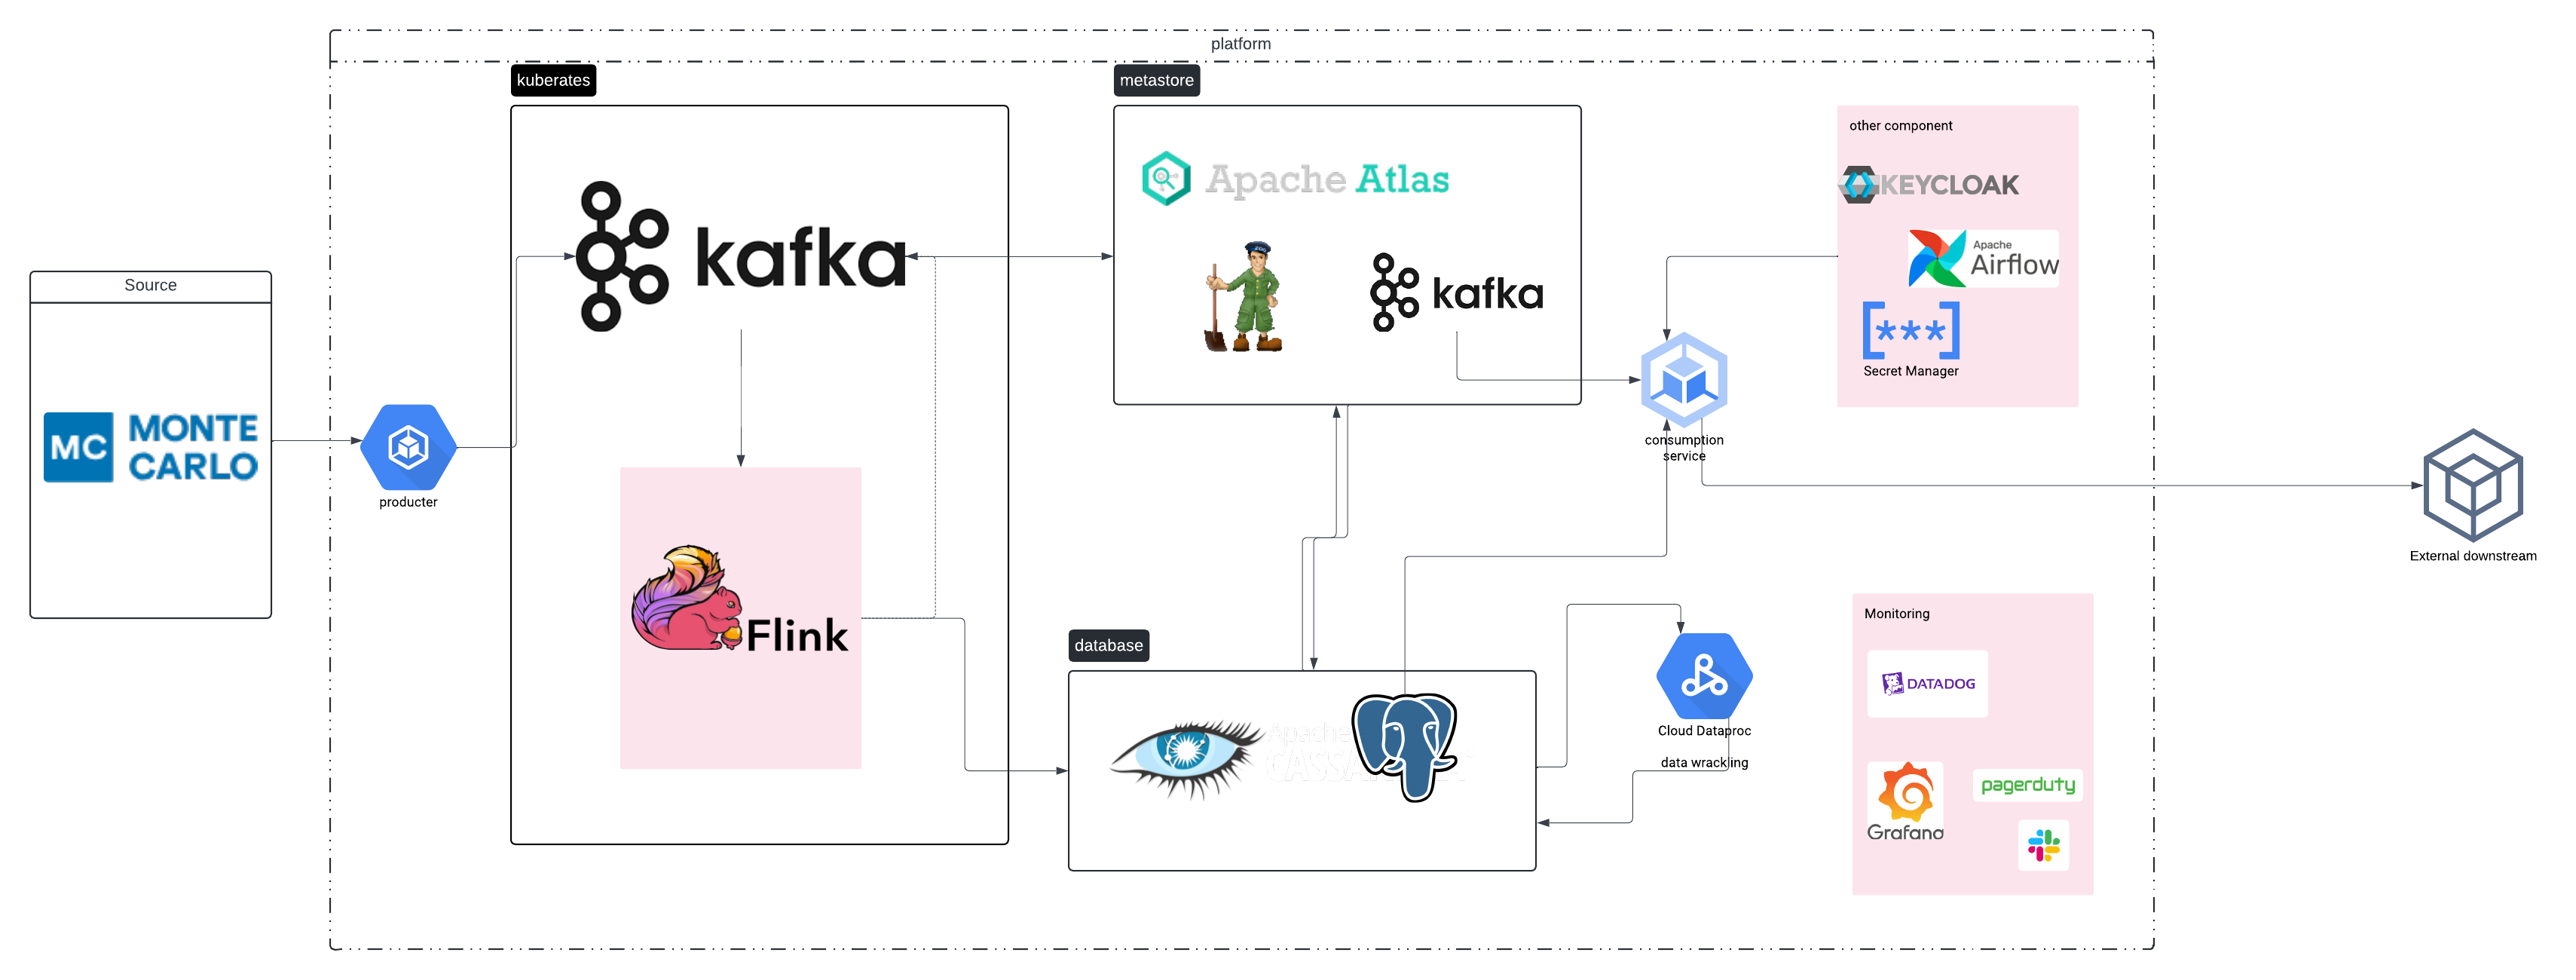 platform
kuberates
metastore
other component
Apache Atlas
KEYCLOAK
kafka
Apache
Airflow
kafka
Source
[***]
Secret Manager
MC
MONTE
CARLO
consumption
service
producter
External downstream
Flink
database
Monitoring
DATADOG
Apache
Cloud Dataproc
data wrackling
pagerduty
Grafana